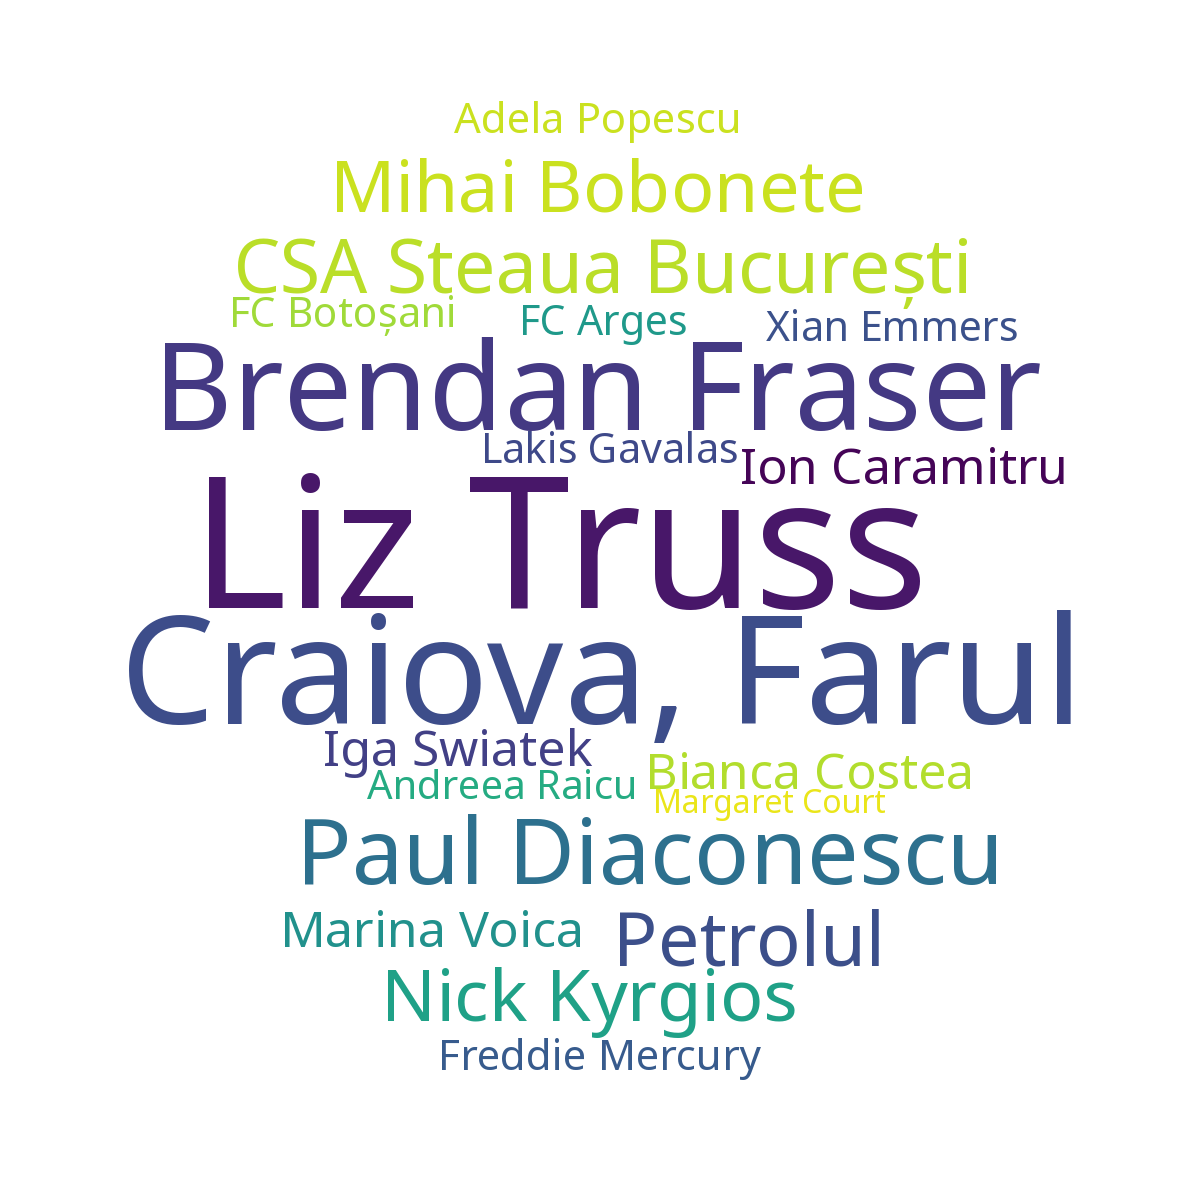 Adela Popescu
Mihai Bobonete
CSA Steaua București
FC Botoșani
FC Arges
Xian Emmers
Brendan Fraser
Lakis Gavalas
Ion Caramitru
Liz Truss
Craiova, Farul
Iga Swiatek
Bianca Costea
Andreea Raicu
Margaret Court
Paul Diaconescu
Marina Voica
Petrolul
Nick Kyrgios
Freddie Mercury